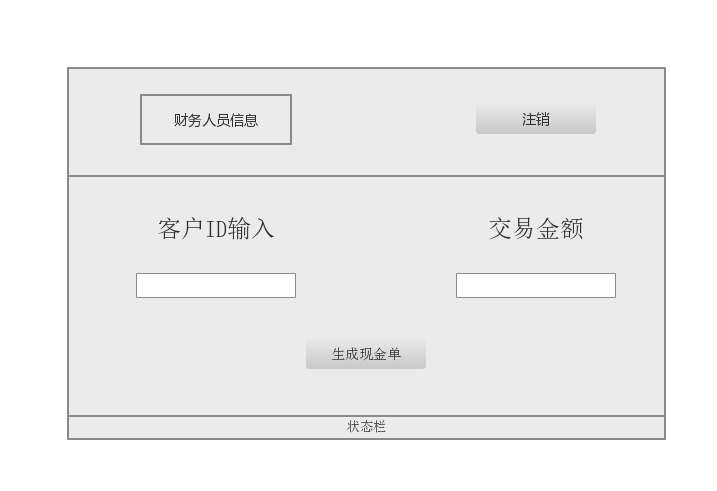 财务人员信息
注销
客户ID输入
交易金额
生成现金单
状态栏